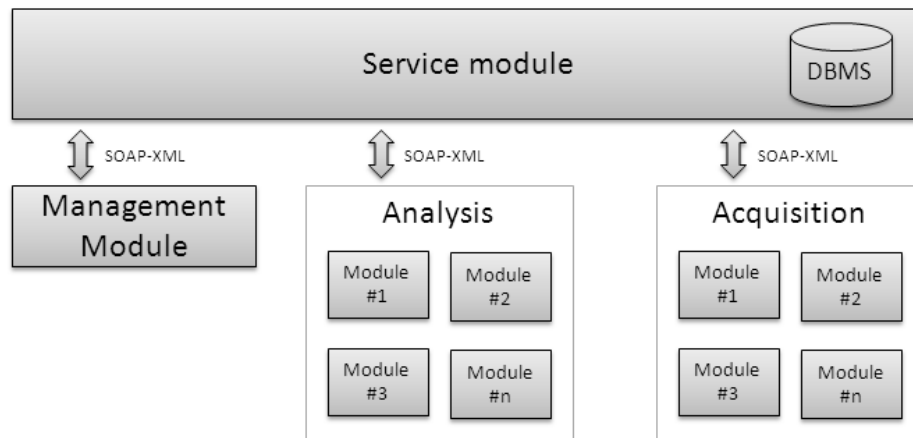 Service module
DBMS
SOAP-XML
SOAP-XML
SOAP-XML
Management
Module
Analysis
Module
#1
Module
#2
Module
#3
Module
#n
Acquisition
Module
#1
Module
#2
Module
#3
Module
#n